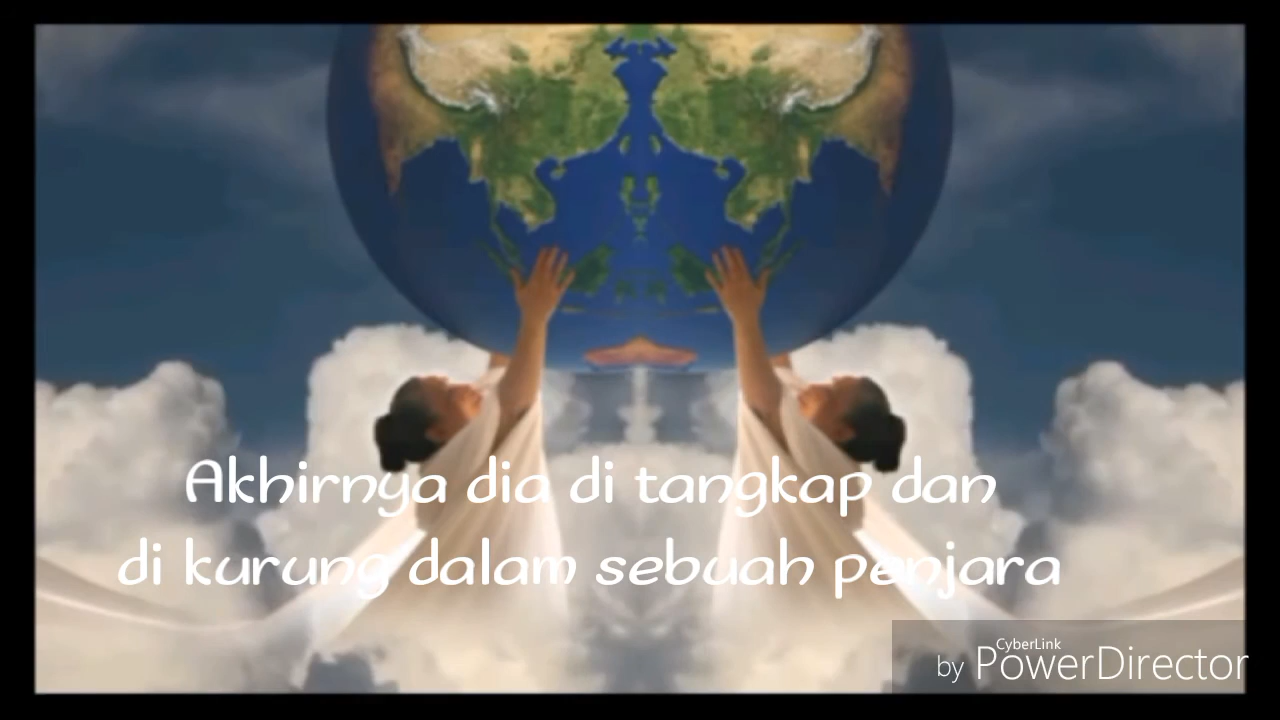 Akhirnya dia di tangkap dan
di kurung dalam sebuah penjara
CyberLink
by PowerDirector